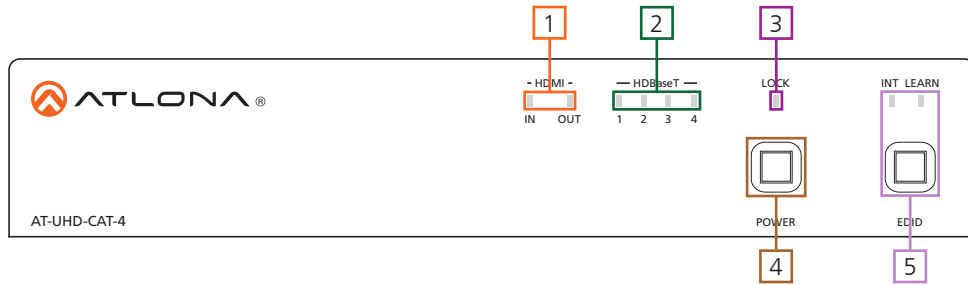 1 2 3
ATLONA ®
- HDMI - — HDBaseT — LOCK INT LEARN
IN OUT 1 2 3 4
AT-UHD-CAT-4 POWER EDID
4 5